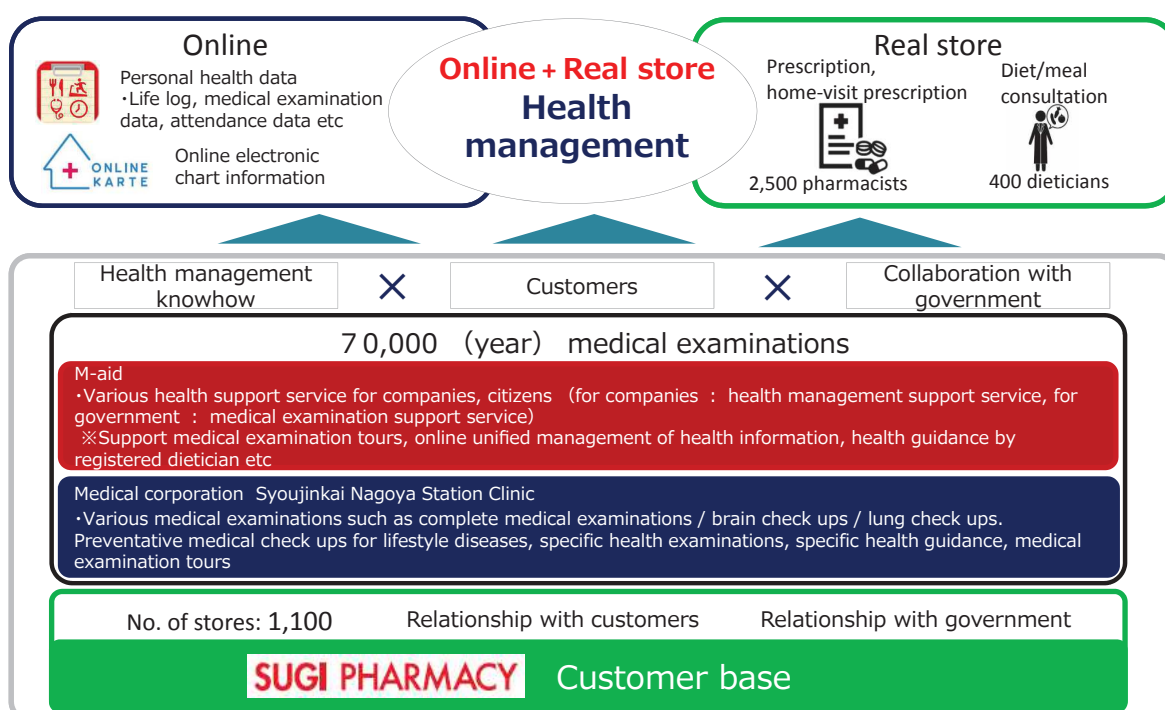 Online
Personal health data
・Life log, medical examination
data, attendance data etc
ONLINE
KARTE
Online electronic
chart information
Online + Real store
Health
management
Real store
Prescription,
home-visit prescription
2,500 pharmacists
Diet/meal
consultation
400 dieticians
Health management
knowhow
×
Customers
×
Collaboration with
government
７0,000 （year） medical examinations
M-aid
・Various health support service for companies, citizens （for companies ： health management support service, for
government ： medical examination support service）
※Support medical examination tours, online unified management of health information, health guidance by
registered dietician etc
Medical corporation Syoujinkai Nagoya Station Clinic
・Various medical examinations such as complete medical examinations / brain check ups / lung check ups.
Preventative medical check ups for lifestyle diseases, specific health examinations, specific health guidance, medical
examination tours
No. of stores: 1,100 Relationship with customers Relationship with government
SUGI PHARMACY Customer base